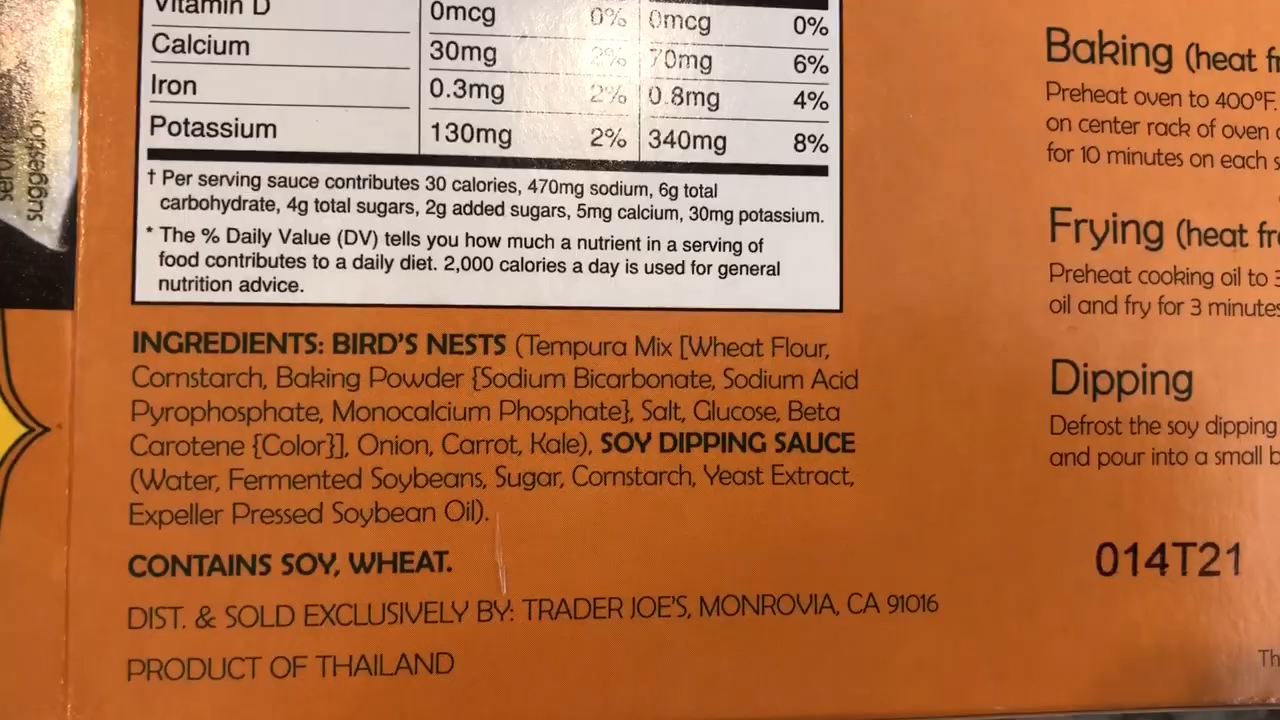 Vitamin D 0mcg 0% 0mcg 0%
Calcium 30mg 2% 70mg 6%
Iron 0.3mg 2% 0.8mg 4%
Potassium 130mg 2% 340mg 8%
† Per serving sauce contributes 30 calories, 470mg sodium, 6g total
carbohydrate, 4g total sugars, 2g added sugars, 5mg calcium, 30mg potassium.
* The % Daily Value (DV) tells you how much a nutrient in a serving of
food contributes to a daily diet. 2,000 calories a day is used for general
nutrition advice.
INGREDIENTS: BIRD'S NESTS (Tempura Mix [Wheat Flour,
Cornstarch, Baking Powder {Sodium Bicarbonate, Sodium Acid
Pyrophosphate, Monocalcium Phosphate}, Salt, Glucose, Beta
Carotene {Color}], Onion, Carrot, Kale), SOY DIPPING SAUCE
(Water, Fermented Soybeans, Sugar, Cornstarch, Yeast Extract,
Expeller Pressed Soybean Oil).
CONTAINS SOY, WHEAT.
DIST. & SOLD EXCLUSIVELY BY: TRADER JOE'S, MONROVIA, CA 91016
PRODUCT OF THAILAND
suggestion
Baking (heat
Preheat oven to 400°F.
on center rack of oven
for 10 minutes on each
Frying (heat
Preheat cooking oil to
oil and fry for 3 minutes
Dipping
Defrost the soy dipping
and pour into a small
014T21